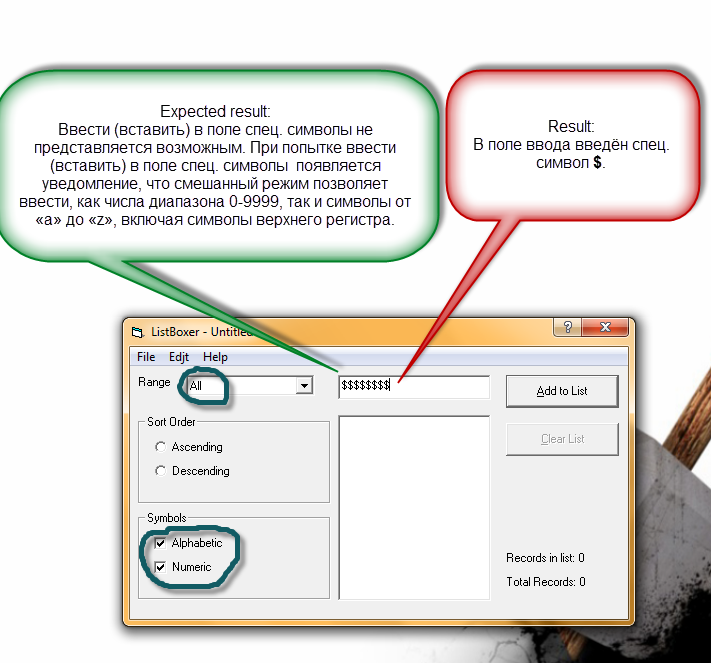 Expected result:
Ввести (вставить) в поле спец. символы не
представляется возможным. При попытке ввести
(вставить) в поле спец. символы появляется
уведомление, что смешанный режим позволяет
ввести, как числа диапазона 0-9999, так и символы от
«a» до «z», включая символы верхнего регистра.
Result:
В поле ввода введён спец.
символ $.
ListBoxer - Untitled
File Edjt Help
Range
All
$$$$$$$$
Add to List
Sort Order
Ascending
Descending
Clear List
Symbols
Alphabetic
Numeric
Records in list: 0
Total Records: 0